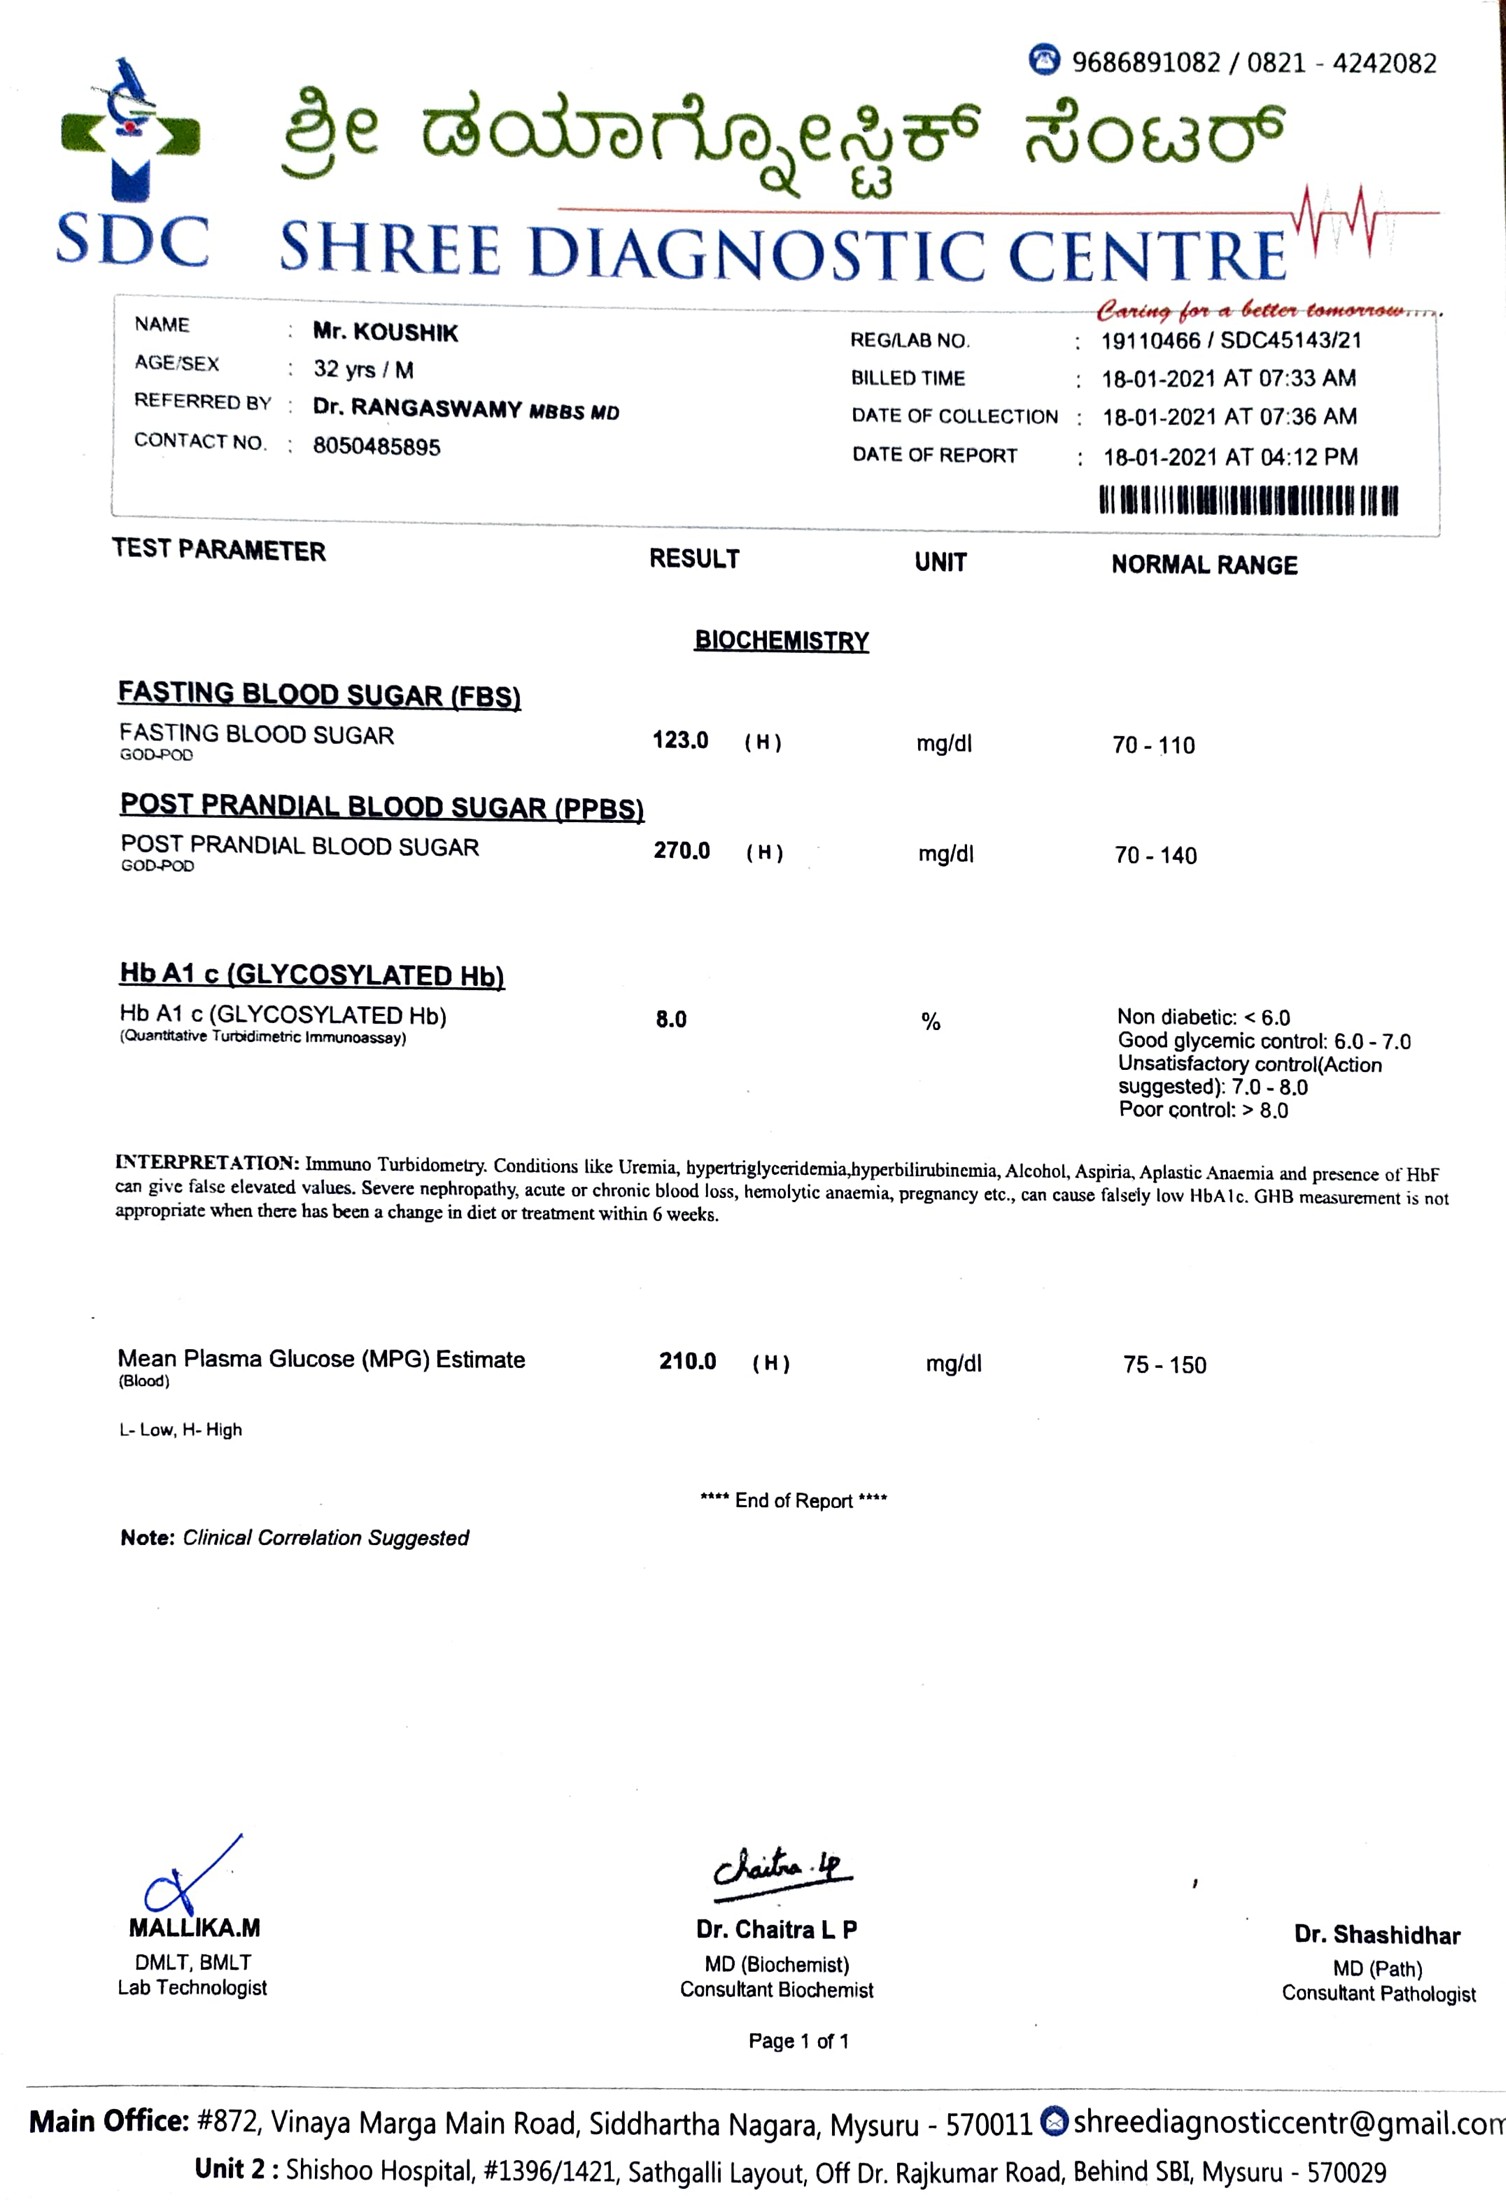 9686891082 / 0821 - 4242082
ಶ್ರೀ ಡಯಾಗ್ನೋಸ್ಟಿಕ್ ಸೆಂಟರ್
SDC SHREE DIAGNOSTIC CENTRE
Caring for a better tomorrow.....
NAME : Mr. KOUSHIK
AGE/SEX : 32 yrs / M
REFERRED BY : Dr. RANGASWAMY MBBS MD
CONTACT NO. : 8050485895
REG/LAB NO. : 19110466 / SDC45143/21
BILLED TIME : 18-01-2021 AT 07:33 AM
DATE OF COLLECTION : 18-01-2021 AT 07:36 AM
DATE OF REPORT : 18-01-2021 AT 04:12 PM
TEST PARAMETER RESULT UNIT NORMAL RANGE
BIOCHEMISTRY
FASTING BLOOD SUGAR (FBS)
FASTING BLOOD SUGAR 123.0 (H) mg/dl 70 - 110
GOD-POD
POST PRANDIAL BLOOD SUGAR (PPBS)
POST PRANDIAL BLOOD SUGAR 270.0 (H) mg/dl 70 - 140
GOD-POD
Hb A1 c (GLYCOSYLATED Hb)
Hb A1 c (GLYCOSYLATED Hb) 8.0 % Non diabetic: < 6.0
(Quantitative Turbidimetric Immunoassay)
Good glycemic control: 6.0 - 7.0
Unsatisfactory control(Action
suggested): 7.0 - 8.0
Poor control: > 8.0
INTERPRETATION: Immuno Turbidometry. Conditions like Uremia, hypertriglyceridemia,hyperbilirubinemia, Alcohol, Aspiria, Aplastic Anaemia and presence of HbF
can give false elevated values. Severe nephropathy, acute or chronic blood loss, hemolytic anaemia, pregnancy etc., can cause falsely low HbA1c. GHB measurement is not
appropriate when there has been a change in diet or treatment within 6 weeks.
Mean Plasma Glucose (MPG) Estimate 210.0 (H) mg/dl 75 - 150
(Blood)
L- Low, H- High
**** End of Report ****
Note: Clinical Correlation Suggested
Chaitra. LP
MALLIKA.M
DMLT, BMLT
Lab Technologist
Dr. Chaitra L P
MD (Biochemist)
Consultant Biochemist
Dr. Shashidhar
MD (Path)
Consultant Pathologist
Page 1 of 1
Main Office: #872, Vinaya Marga Main Road, Siddhartha Nagara, Mysuru - 570011 shreediagnosticcentr@gmail.com
Unit 2 : Shishoo Hospital, #1396/1421, Sathgalli Layout, Off Dr. Rajkumar Road, Behind SBI, Mysuru - 570029